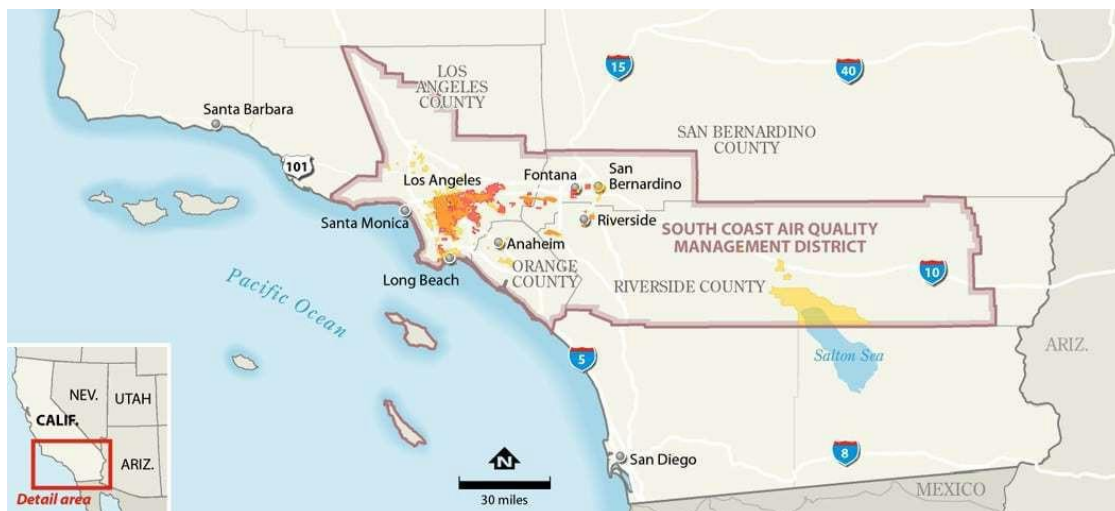 15
40
LOS
ANGELES
COUNTY
Santa Barbara
SAN BERNARDINO
COUNTY
101
Los Angeles
Fontana
San
Bernardino
Santa Monica
Riverside
SOUTH COAST AIR QUALITY
MANAGEMENT DISTRICT
Anaheim
ORANGE
COUNTY
Long Beach
RIVERSIDE COUNTY
10
Pacific Ocean
Salton Sea
ARIZ.
5
NEV.
UTAH
CALIF.
ARIZ.
Detail area
N
30 miles
San Diego
8
MEXICO